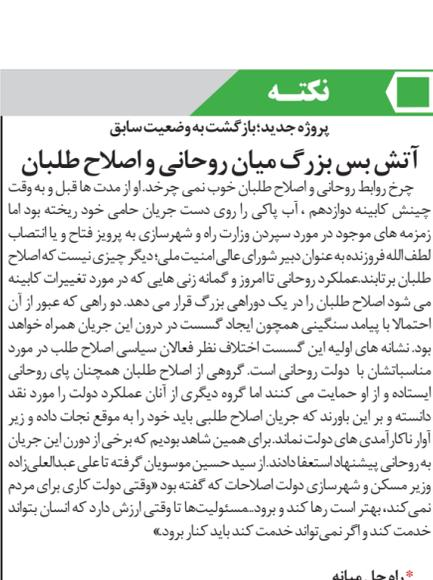 نکتــه
پروژه جدید؛بازگشت به وضعیت سابق
آتش بس بزرگ میان روحانی و اصلاح طلبان
چرخ روابط روحانی و اصلاح طلبان خوب نمی چرخد.او از مدت ها قبل و به وقت
چینش کابینه دوازدهم ، آب پاکی را روی دست جریان حامی خود ریخته بود اما
زمزمه های موجود در مورد سپردن وزارت راه و شهرسازی به پرویز فتاح و یا انتصاب
لطف‌الله فروزنده به عنوان دبیر شورای عالی امنیت ملی؛دیگر چیزی نیست که اصلاح
طلبان برتابند.عملکرد روحانی تا امروز و گمانه زنی هایی که در مورد تغییرات کابینه
می شود اصلاح طلبان را در یک دوراهی بزرگ قرار می دهد. دو راهی که عبور از آن
احتمالا با پیامد سنگینی همچون ایجاد گسست در درون این جریان همراه خواهد
بود. نشانه های اولیه این گسست اختلاف نظر فعالان سیاسی اصلاح طلب در مورد
مناسباتشان با دولت روحانی است. گروهی از اصلاح طلبان همچنان پای روحانی
ایستاده و از او حمایت می کنند اما گروه دیگری از آنان عملکرد دولت را مورد نقد
دانسته و بر این باورند که جریان اصلاح طلبی باید خود را به موقع نجات داده و زیر
آوار ناکارآمدی های دولت نماند.برای همین شاهد بودیم که برخی از دورن این جریان
به روحانی پیشنهاد استعفا دادند.از سید حسین موسویان گرفته تا علی عبدالعلی‌زاده
وزیر مسکن و شهرسازی دولت اصلاحات که گفته بود «وقتی دولت کاری برای مردم
نمی‌کند، بهتر است رها کند و برود..مسئولیت‌ها تا وقتی ارزش دارد که انسان بتواند
خدمت کند و اگر نمی‌تواند خدمت کند باید کنار برود.»
*راه حل میانه